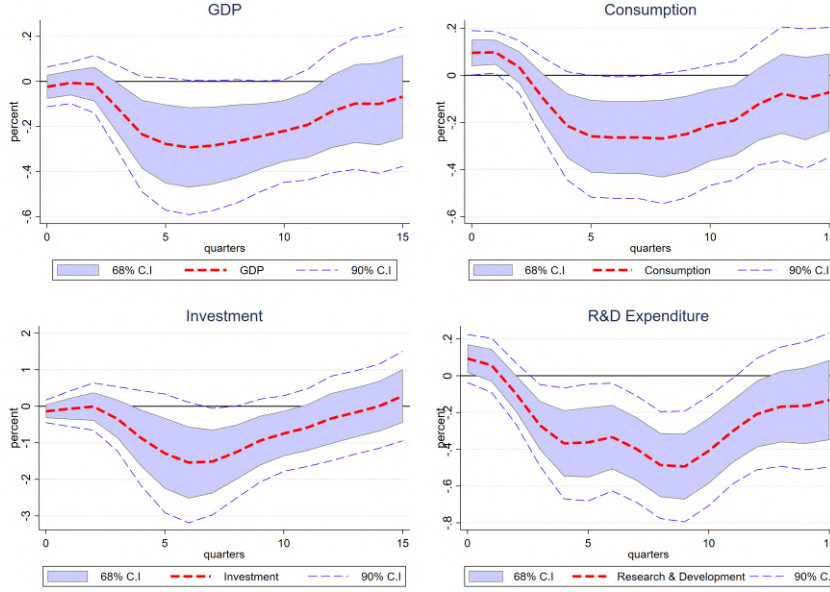 GDP
percent
.2
0
-.2
-.4
-.6
0
5
10
15
quarters
68% C.I GDP 90% C.I
Consumption
percent
.2
0
-.2
-.4
-.6
0
5
10
15
quarters
68% C.I Consumption 90% C.I
Investment
percent
2
1
0
-1
-2
-3
0
5
10
15
quarters
68% C.I Investment 90% C.I
R&D Expenditure
percent
.2
0
-.2
-.4
-.6
-.8
0
5
10
15
quarters
68% C.I Research & Development 90% C.I